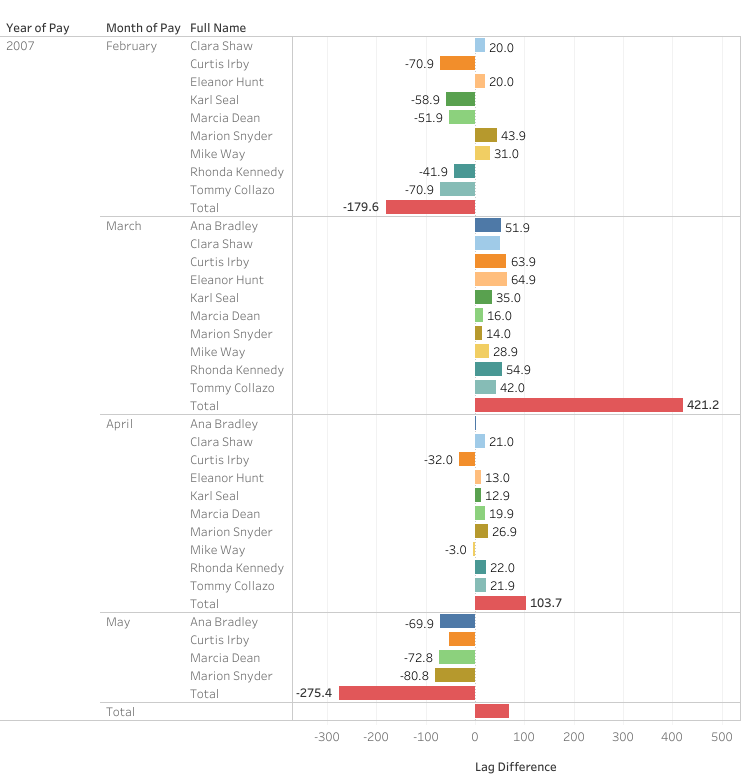 Year of Pay Month of Pay Full Name
2007 February Clara Shaw 20.0
Curtis Irby -70.9
Eleanor Hunt 20.0
Karl Seal -58.9
Marcia Dean -51.9
Marion Snyder 43.9
Mike Way 31.0
Rhonda Kennedy -41.9
Tommy Collazo -70.9
Total -179.6
March Ana Bradley 51.9
Clara Shaw
Curtis Irby 63.9
Eleanor Hunt 64.9
Karl Seal 35.0
Marcia Dean 16.0
Marion Snyder 14.0
Mike Way 28.9
Rhonda Kennedy 54.9
Tommy Collazo 42.0
Total 421.2
April Ana Bradley
Clara Shaw 21.0
Curtis Irby -32.0
Eleanor Hunt 13.0
Karl Seal 12.9
Marcia Dean 19.9
Marion Snyder 26.9
Mike Way -3.0
Rhonda Kennedy 22.0
Tommy Collazo 21.9
Total 103.7
May Ana Bradley -69.9
Curtis Irby
Marcia Dean -72.8
Marion Snyder -80.8
Total -275.4
Total
-300 -200 -100 0 100 200 300 400 500
Lag Difference